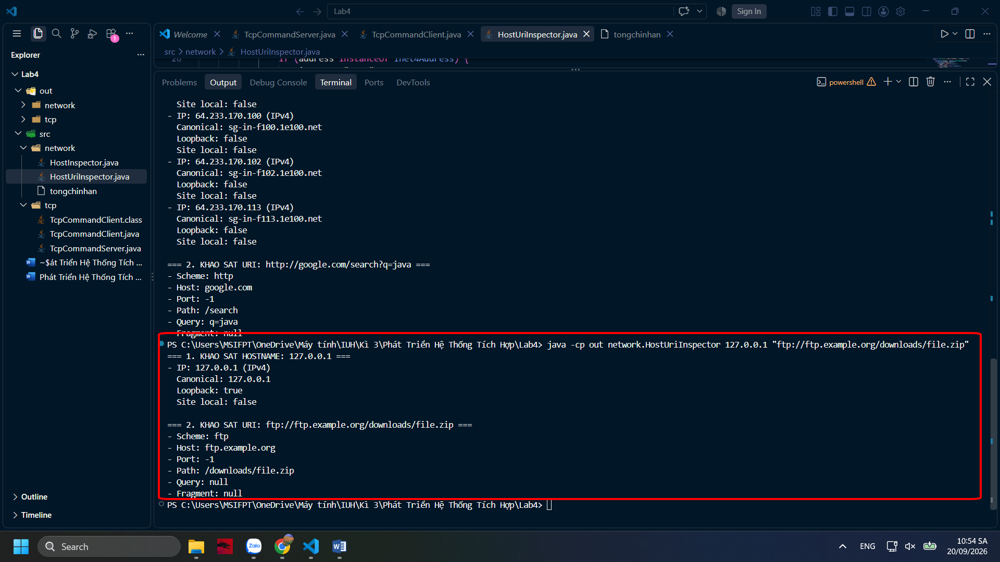 Lab4
Sign In
Explorer
Lab4
out
network
tcp
src
network
HostInspector.java
HostUriInspector.java
tongchinhan
tcp
TcpCommandClient.class
TcpCommandClient.java
TcpCommandServer.java
~$át Triển Hệ Thống Tích ...
Phát Triển Hệ Thống Tích ...
Outline
Timeline
1
Welcome
TcpCommandServer.java
TcpCommandClient.java
HostUriInspector.java
tongchinhan
src > network > HostUriInspector.java
26 if (address instanceof Inet4Address) {
Problems Output Debug Console Terminal Ports DevTools
powershell
Site local: false
- IP: 64.233.170.100 (IPv4)
Canonical: sg-in-f100.1e100.net
Loopback: false
Site local: false
- IP: 64.233.170.102 (IPv4)
Canonical: sg-in-f102.1e100.net
Loopback: false
Site local: false
- IP: 64.233.170.113 (IPv4)
Canonical: sg-in-f113.1e100.net
Loopback: false
Site local: false
=== 2. KHAO SAT URI: http://google.com/search?q=java ===
- Scheme: http
- Host: google.com
- Port: -1
- Path: /search
- Query: q=java
- Fragment: null
PS C:\Users\MSIFPT\OneDrive\Máy tính\IUH\Kì 3\Phát Triển Hệ Thống Tích Hợp\Lab4> java -cp out network.HostUriInspector 127.0.0.1 "ftp://ftp.example.org/downloads/file.zip"
=== 1. KHAO SAT HOSTNAME: 127.0.0.1 ===
- IP: 127.0.0.1 (IPv4)
Canonical: 127.0.0.1
Loopback: true
Site local: false
=== 2. KHAO SAT URI: ftp://ftp.example.org/downloads/file.zip ===
- Scheme: ftp
- Host: ftp.example.org
- Port: -1
- Path: /downloads/file.zip
- Query: null
- Fragment: null
PS C:\Users\MSIFPT\OneDrive\Máy tính\IUH\Kì 3\Phát Triển Hệ Thống Tích Hợp\Lab4>
Search
Zalo
ENG
10:54 SA
20/09/2026